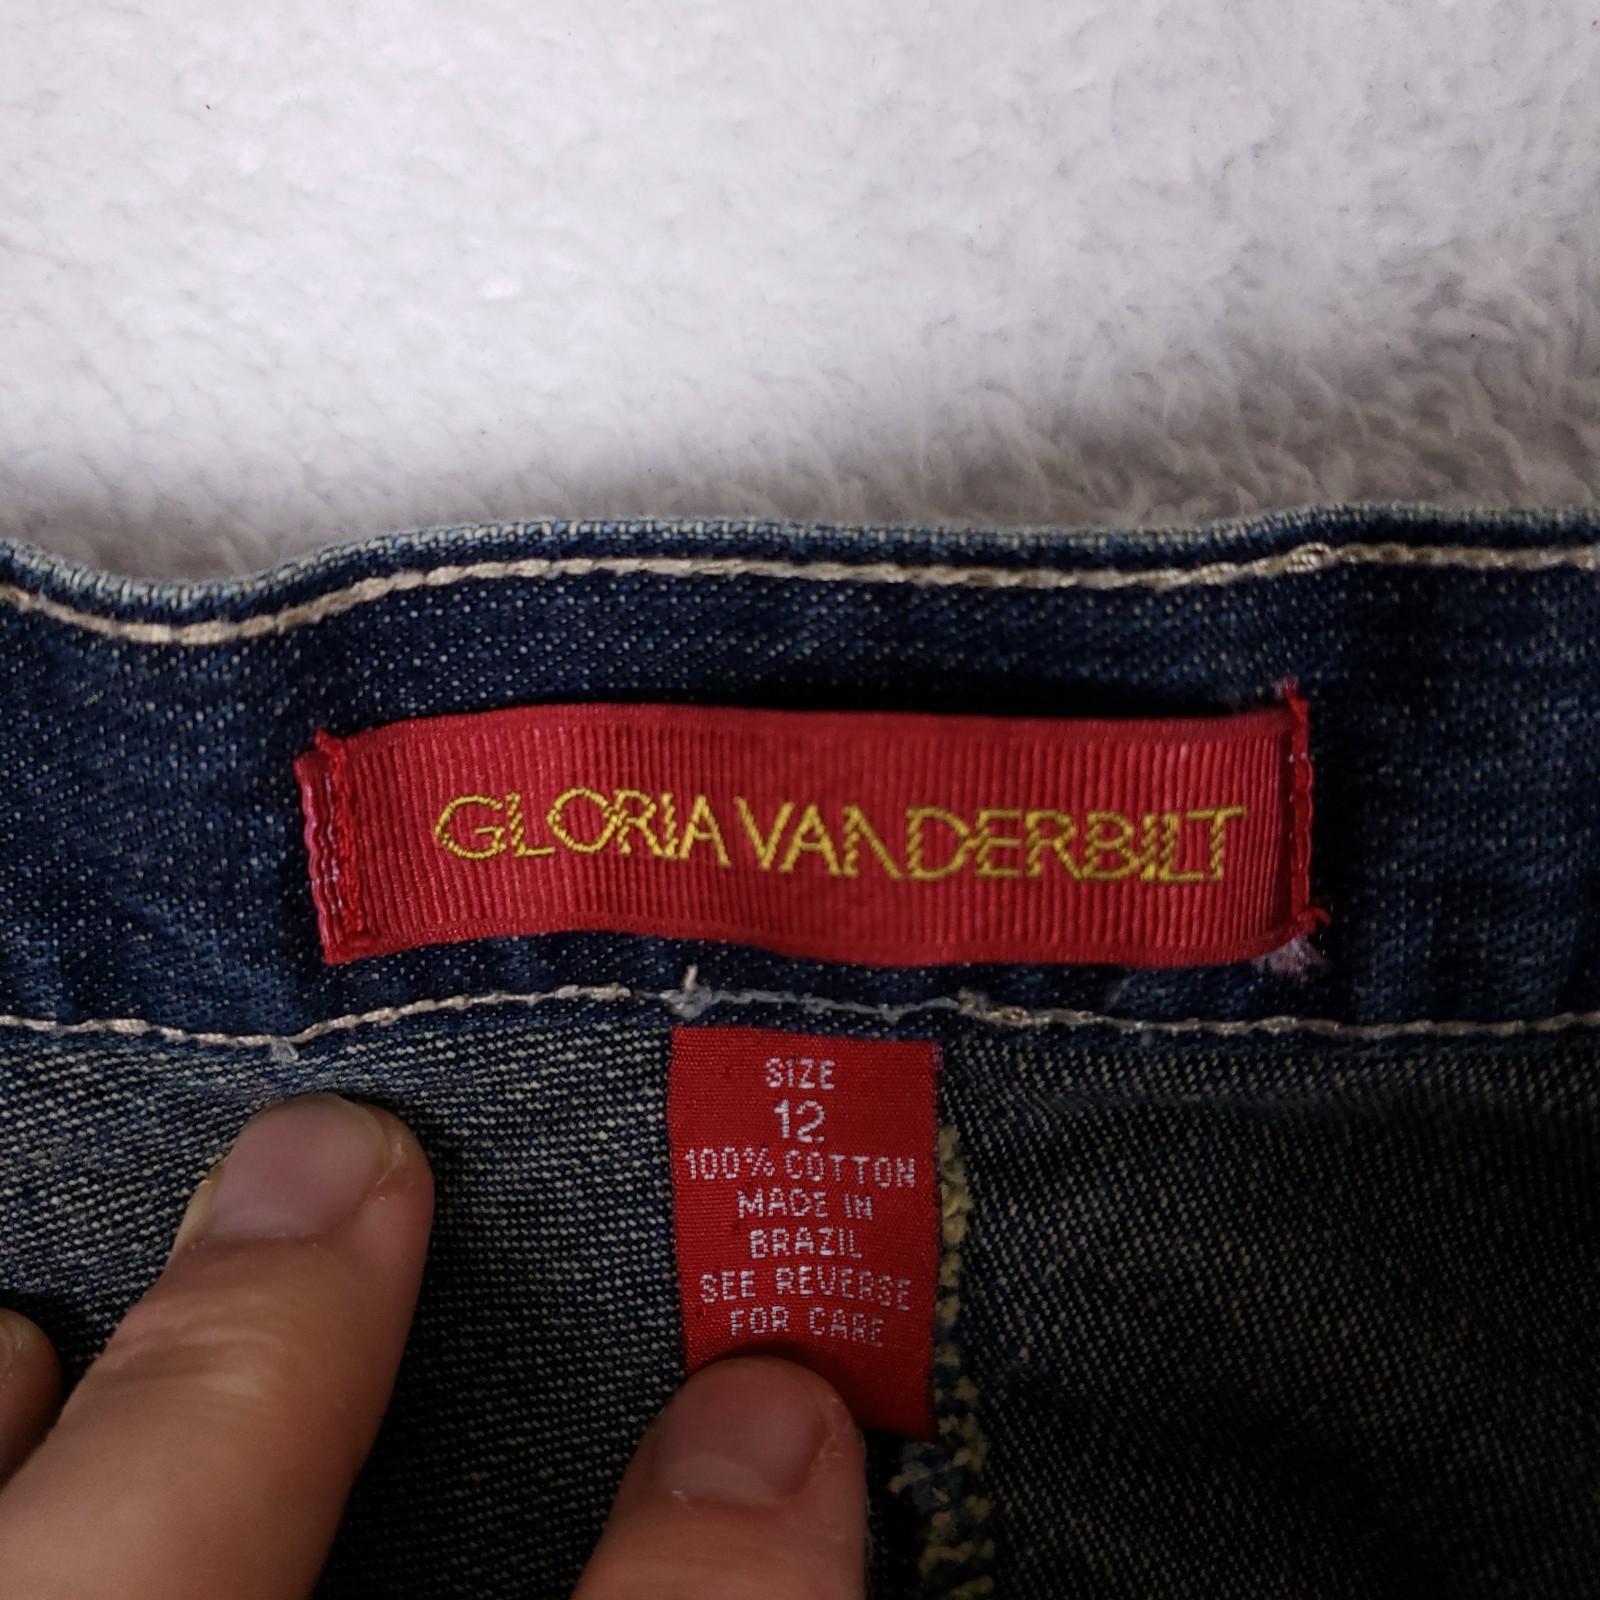 GLORIA VANDERBILT
SIZE
12
100% COTTON
MADE IN
BRAZIL
SEE REVERSE
FOR CARE